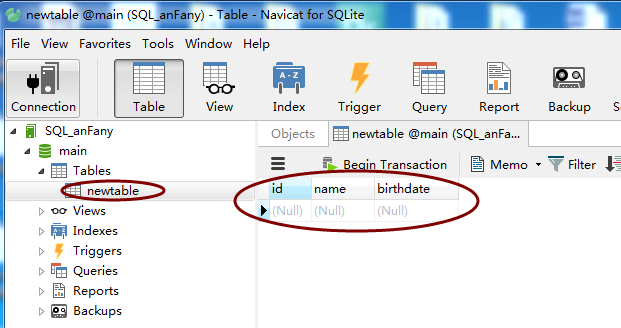 newtable @main (SQL_anFany) - Table - Navicat for SQLite
File View Favorites Tools Window Help
Connection Table View Index Trigger Query Report Backup
SQL_anFany
main
Tables
newtable
Views
Indexes
Triggers
Queries
Reports
Backups
Objects newtable @main (SQL_anFa...
Begin Transaction Memo Filter
id name birthdate
(Null) (Null) (Null)